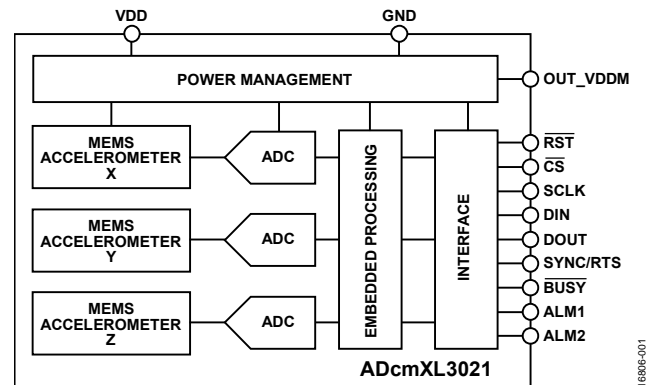 VDD
GND
POWER MANAGEMENT
OUT_VDDM
MEMS
ACCELEROMETER
X
ADC
MEMS
ACCELEROMETER
Y
ADC
MEMS
ACCELEROMETER
Z
ADC
EMBEDDED PROCESSING
INTERFACE
RST
CS
SCLK
DIN
DOUT
SYNC/RTS
BUSY
ALM1
ALM2
ADcmXL3021
16806-001